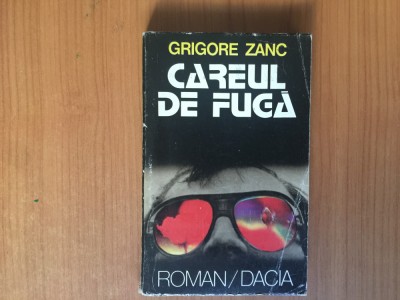 GRIGORE ZANC
CAREUL
DE FUGĂ
ROMAN/DACIA